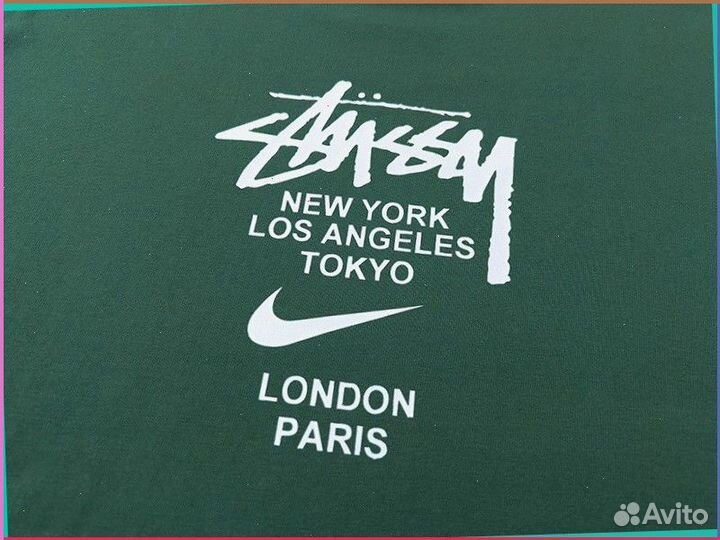 STÜSSY
NEW YORK
LOS ANGELES
TOKYO
LONDON
PARIS
Avito